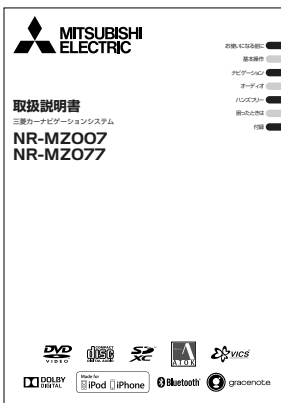 MITSUBISHI
ELECTRIC
お使いになる前に
基本操作
ナビゲーション
オーディオ
ハンズフリー
困ったときは
付録
取扱説明書
三菱カーナビゲーションシステム
NR-MZ007
NR-MZ077
DVD
VIDEO
COMPACT
disc
DIGITAL AUDIO
SD
XC
A
ATOK
VICS
DOLBY
DIGITAL
Made for
iPod iPhone
Bluetooth
gracenote